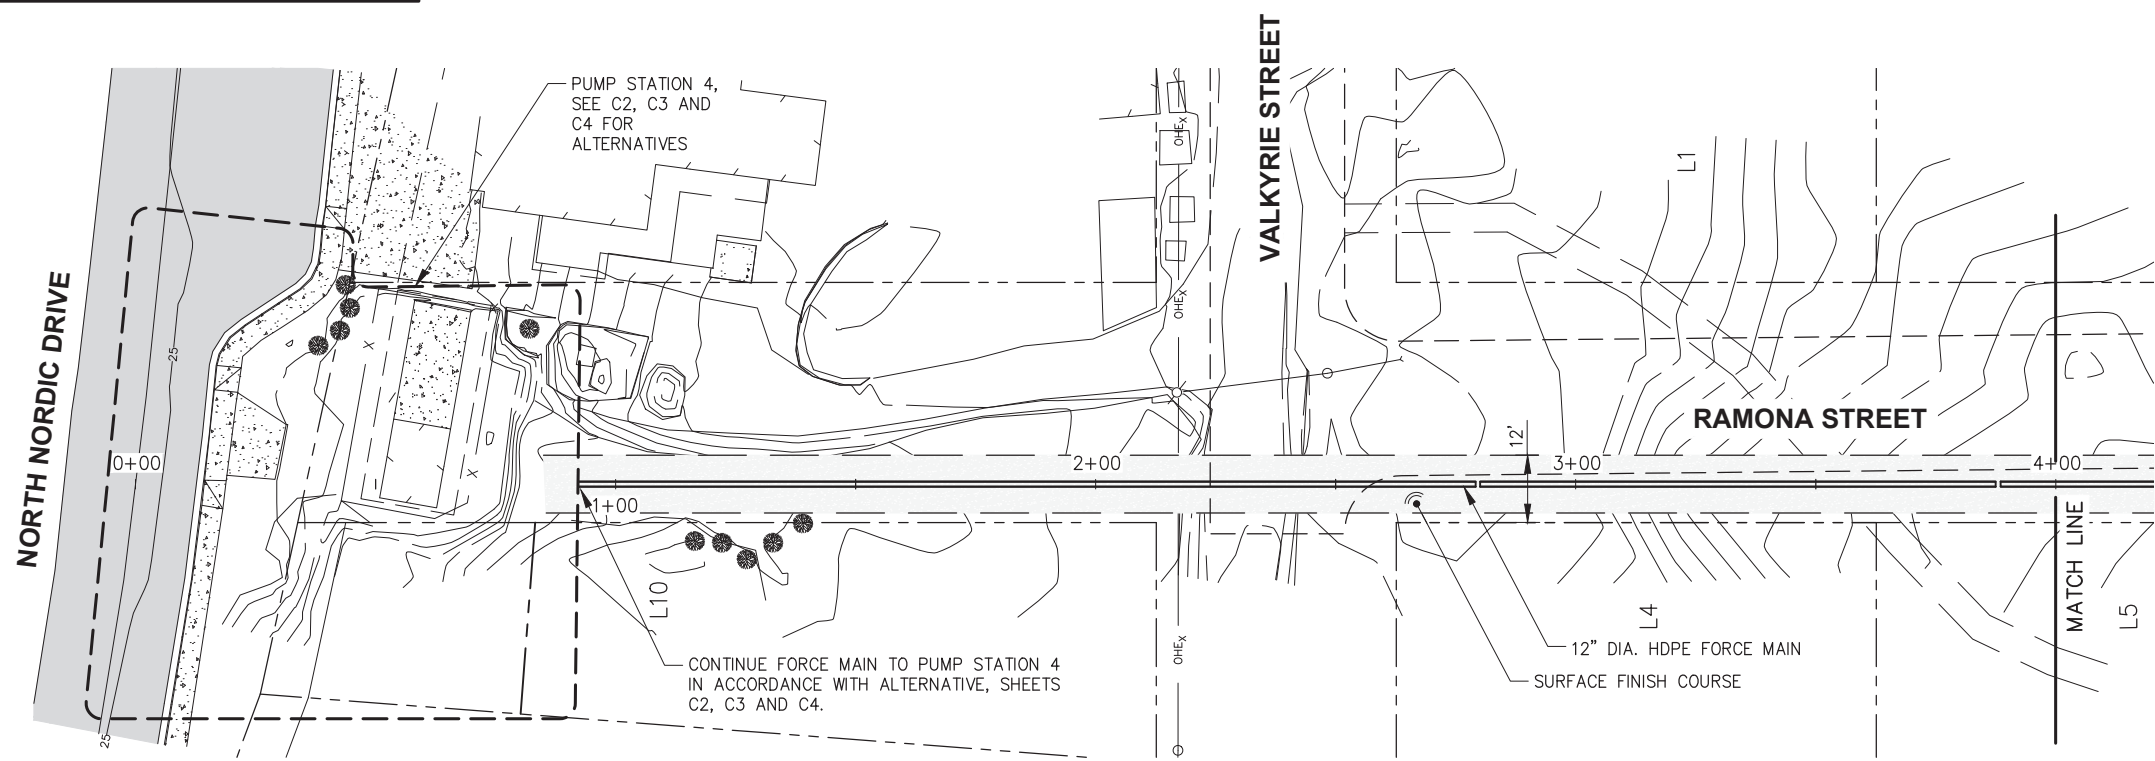 PUMP STATION 4,
SEE C2, C3 AND
C4 FOR
ALTERNATIVES
VALKYRIE STREET
NORTH NORDIC DRIVE
RAMONA STREET
OHEX
OHEX
OHEX
L1
25
25
X
X
0+00
1+00
2+00
3+00
4+00
12'
L10
L4
L5
MATCH LINE
12" DIA. HDPE FORCE MAIN
SURFACE FINISH COURSE
CONTINUE FORCE MAIN TO PUMP STATION 4
IN ACCORDANCE WITH ALTERNATIVE, SHEETS
C2, C3 AND C4.